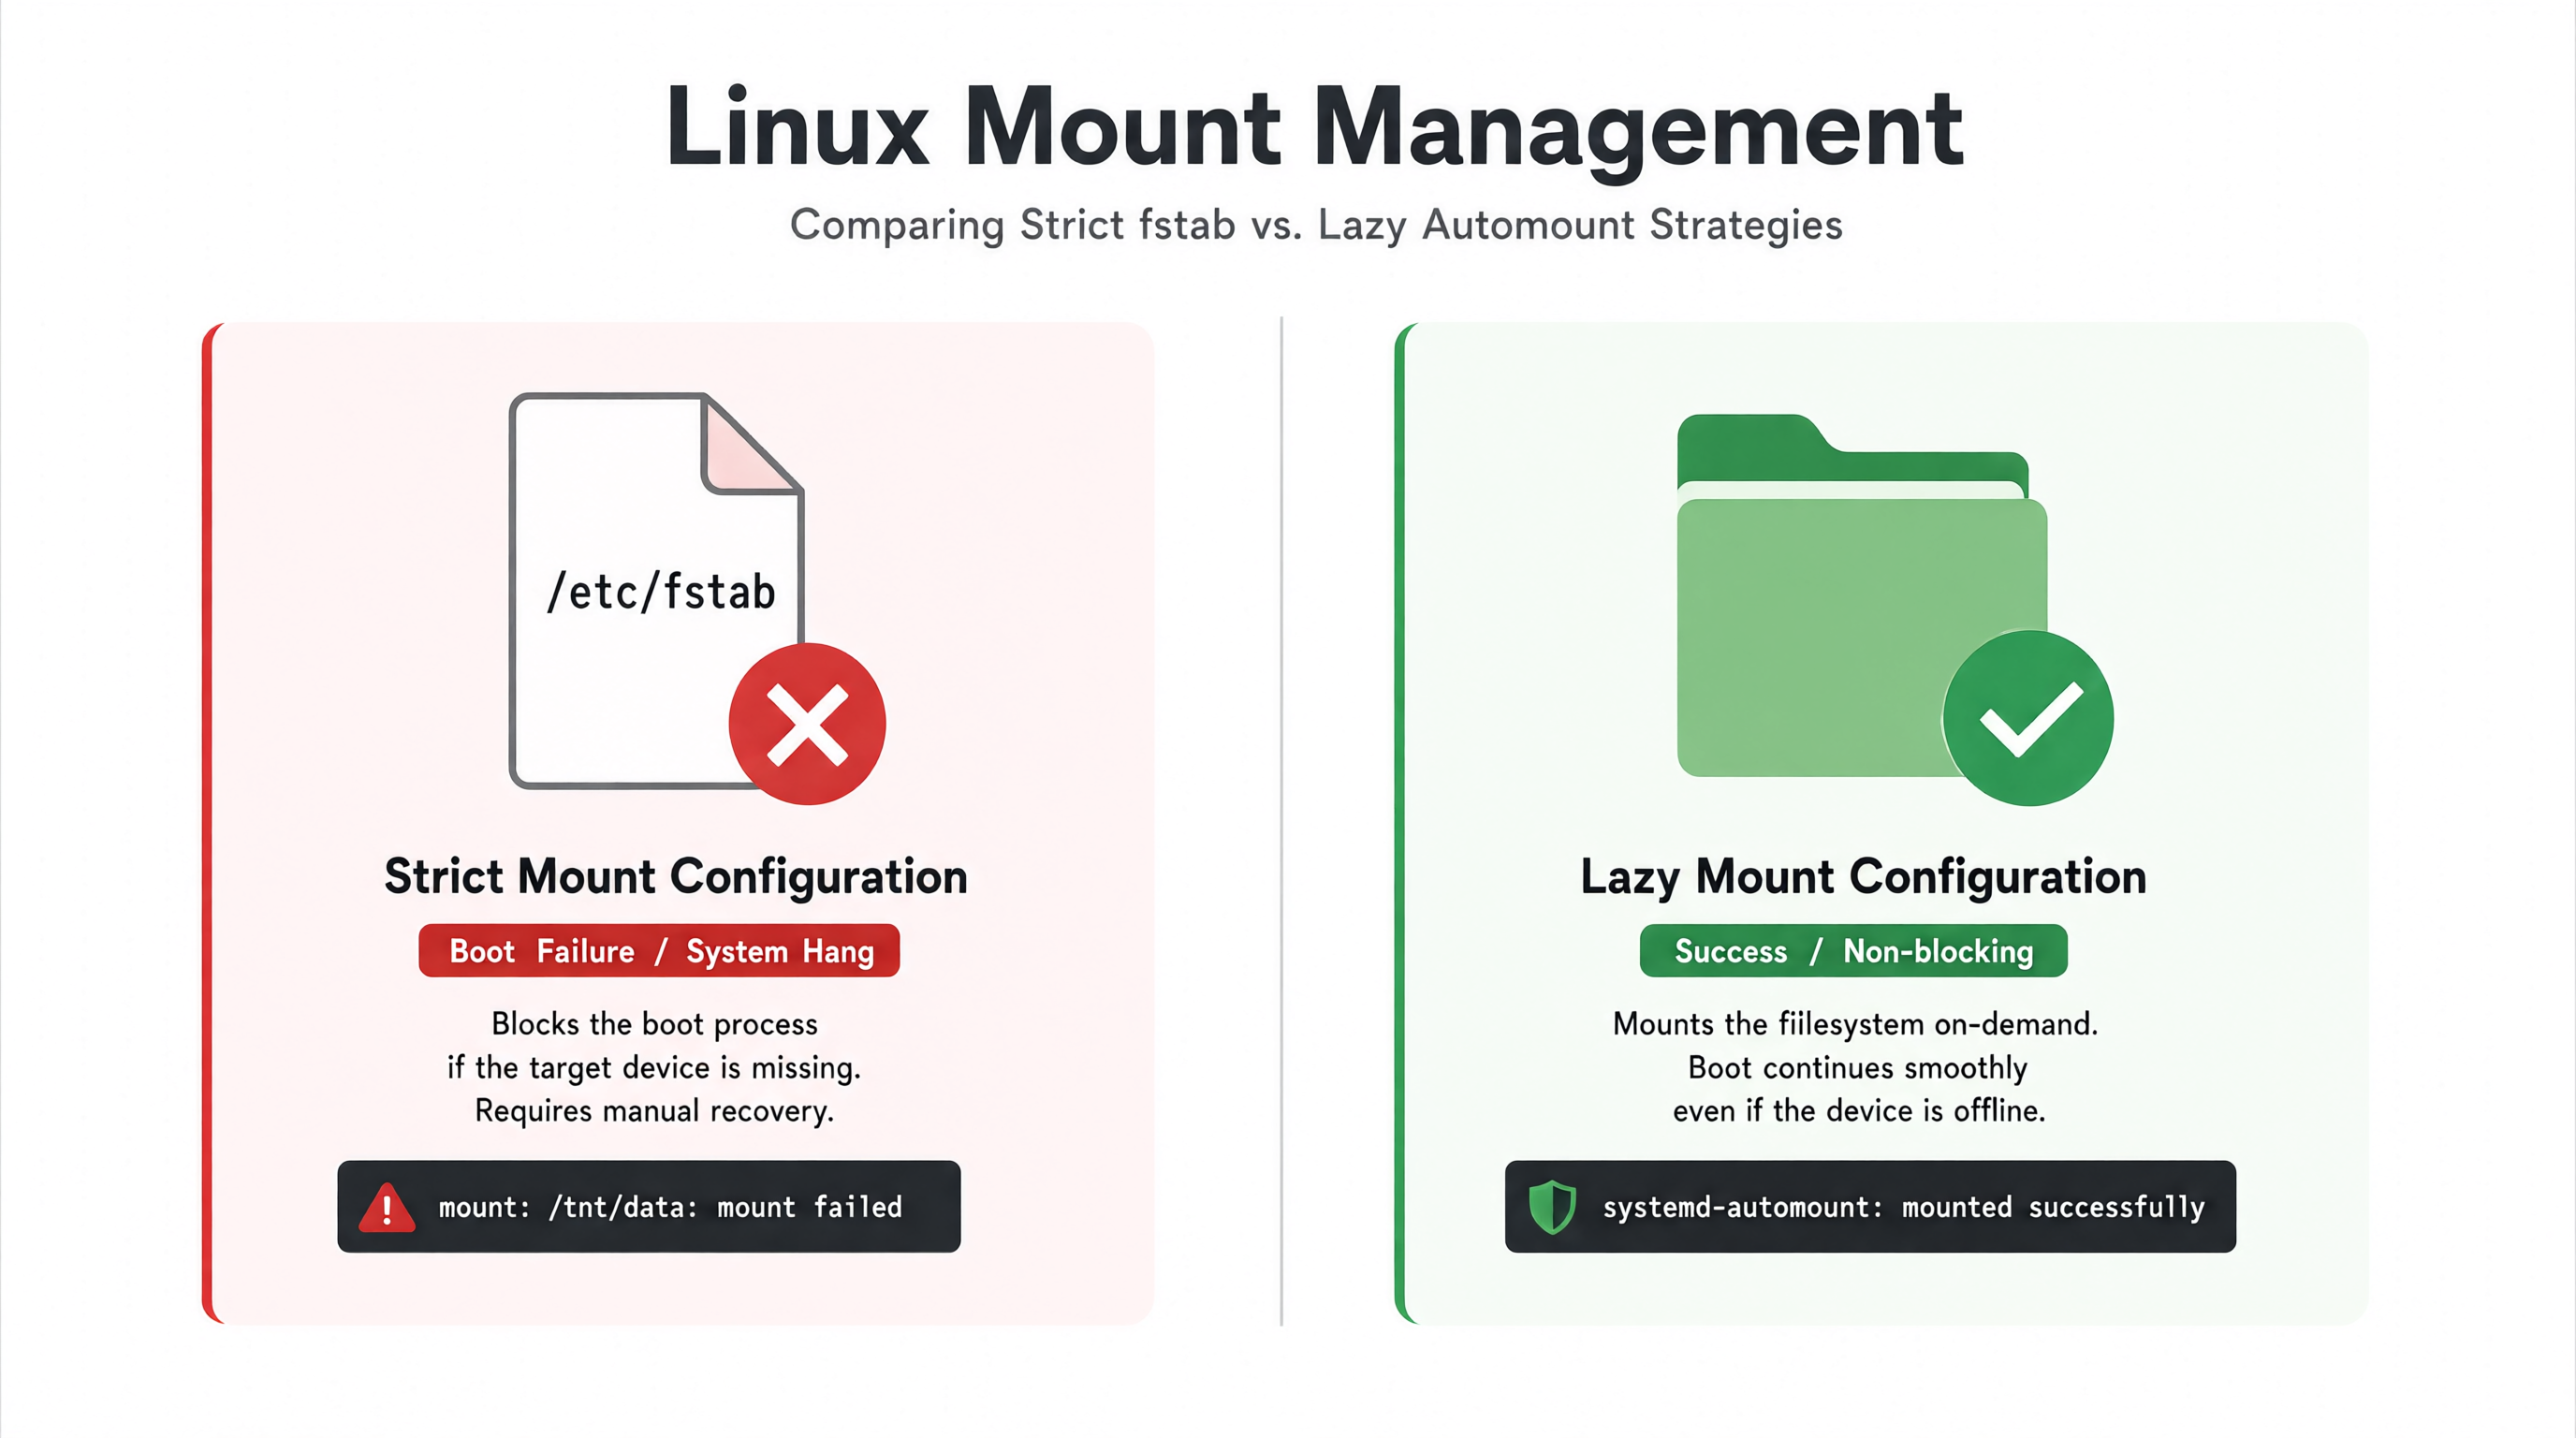 Linux Mount Management
Comparing Strict fstab vs. Lazy Automount Strategies
/etc/fstab
Strict Mount Configuration
Boot Failure / System Hang
Blocks the boot process
if the target device is missing.
Requires manual recovery.
mount: /tnt/data: mount failed
Lazy Mount Configuration
Success / Non-blocking
Mounts the fiilesystem on-demand.
Boot continues smoothly
even if the device is offline.
systemd-automount: mounted successfully